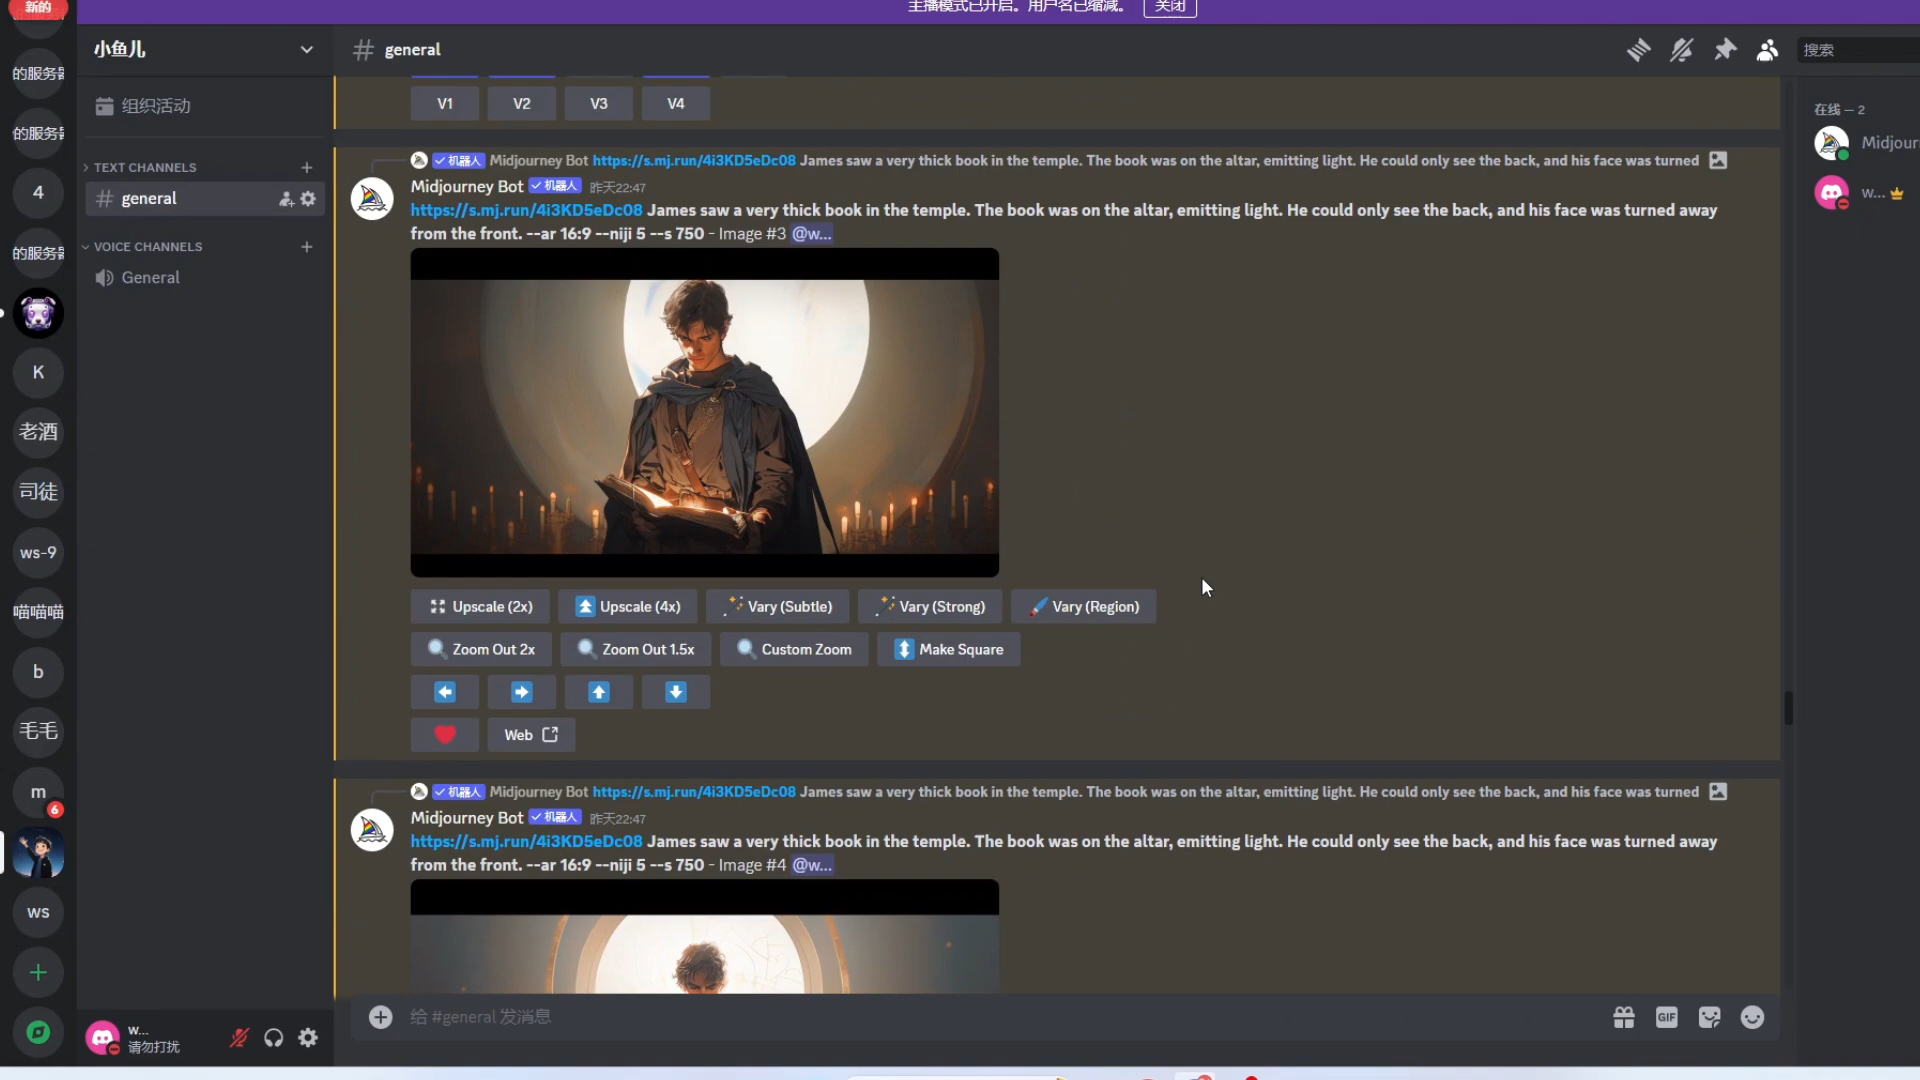 新的
主播模式已开启。用户名已缩减。 关闭
的服务器
的服务器
4
的服务器
K
老酒
司徒
ws-9
喵喵喵
b
毛毛
m
6
ws
小鱼儿
组织活动
TEXT CHANNELS
general
VOICE CHANNELS
General
w...
请勿打扰
general
搜索
V1 V2 V3 V4
机器人 Midjourney Bot https://s.mj.run/4i3KD5eDc08 James saw a very thick book in the temple. The book was on the altar, emitting light. He could only see the back, and his face was turned
Midjourney Bot 机器人 昨天22:47
https://s.mj.run/4i3KD5eDc08 James saw a very thick book in the temple. The book was on the altar, emitting light. He could only see the back, and his face was turned away
from the front. --ar 16:9 --niji 5 --s 750 - Image #3 @w...
Upscale (2x) Upscale (4x) Vary (Subtle) Vary (Strong) Vary (Region)
Zoom Out 2x Zoom Out 1.5x Custom Zoom Make Square
Web
机器人 Midjourney Bot https://s.mj.run/4i3KD5eDc08 James saw a very thick book in the temple. The book was on the altar, emitting light. He could only see the back, and his face was turned
Midjourney Bot 机器人 昨天22:47
https://s.mj.run/4i3KD5eDc08 James saw a very thick book in the temple. The book was on the altar, emitting light. He could only see the back, and his face was turned away
from the front. --ar 16:9 --niji 5 --s 750 - Image #4 @w...
给 #general 发消息
GIF
在线 — 2
Midjour
w...